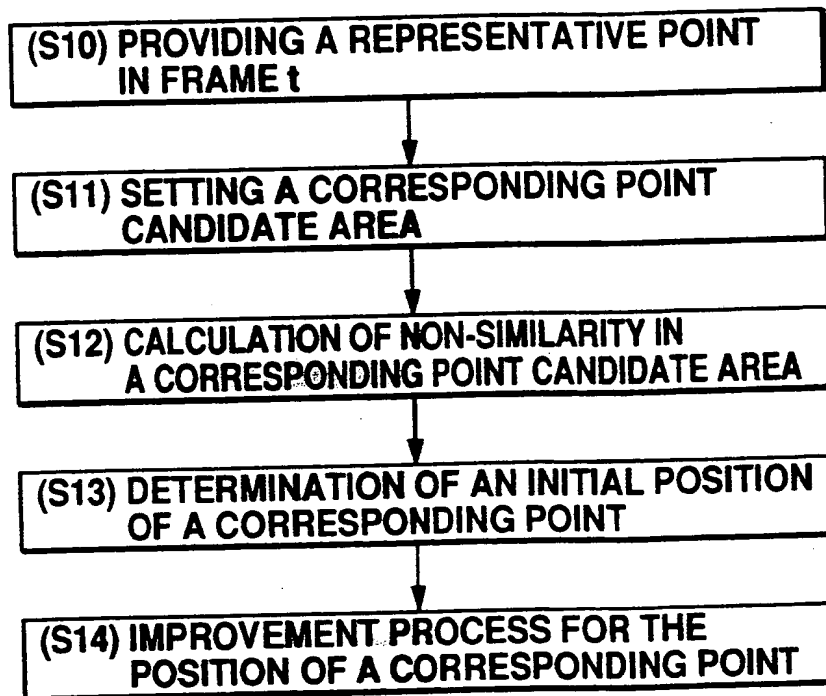 (S10) PROVIDING A REPRESENTATIVE POINT
IN FRAME t
(S11) SETTING A CORRESPONDING POINT
CANDIDATE AREA
(S12) CALCULATION OF NON-SIMILARITY IN
A CORRESPONDING POINT CANDIDATE AREA
(S13) DETERMINATION OF AN INITIAL POSITION
OF A CORRESPONDING POINT
(S14) IMPROVEMENT PROCESS FOR THE
POSITION OF A CORRESPONDING POINT